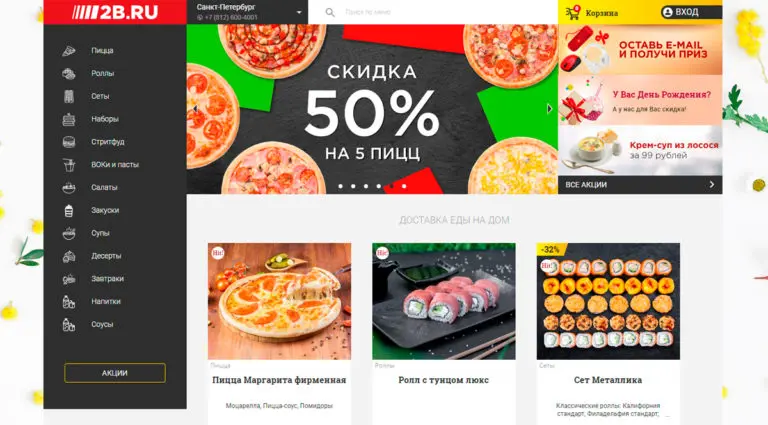 2B.RU
Санкт-Петербург
+7 (812) 600-4001
Поиск по меню
0
Корзина
ВХОД
Пицца
Роллы
Сеты
Наборы
Стритфуд
ВОКи и пасты
Салаты
Закуски
Супы
Десерты
Завтраки
Напитки
Соусы
АКЦИИ
СКИДКА
50%
НА 5 ПИЦЦ
ОСТАВЬ E-MAIL
И ПОЛУЧИ ПРИЗ
У Вас День Рождения?
А у нас для Вас скидка!
Крем-суп из лосося
за 99 рублей
ВСЕ АКЦИИ
ДОСТАВКА ЕДЫ НА ДОМ
Hit!
Пицца
Пицца Маргарита фирменная
Моцарелла, Пицца-соус, Помидоры
Hit!
Роллы
Ролл с тунцом люкс
-32%
Hit!
Сеты
Сет Металлика
Классические роллы: Калифорния
стандарт, Филадельфия стандарт; ...